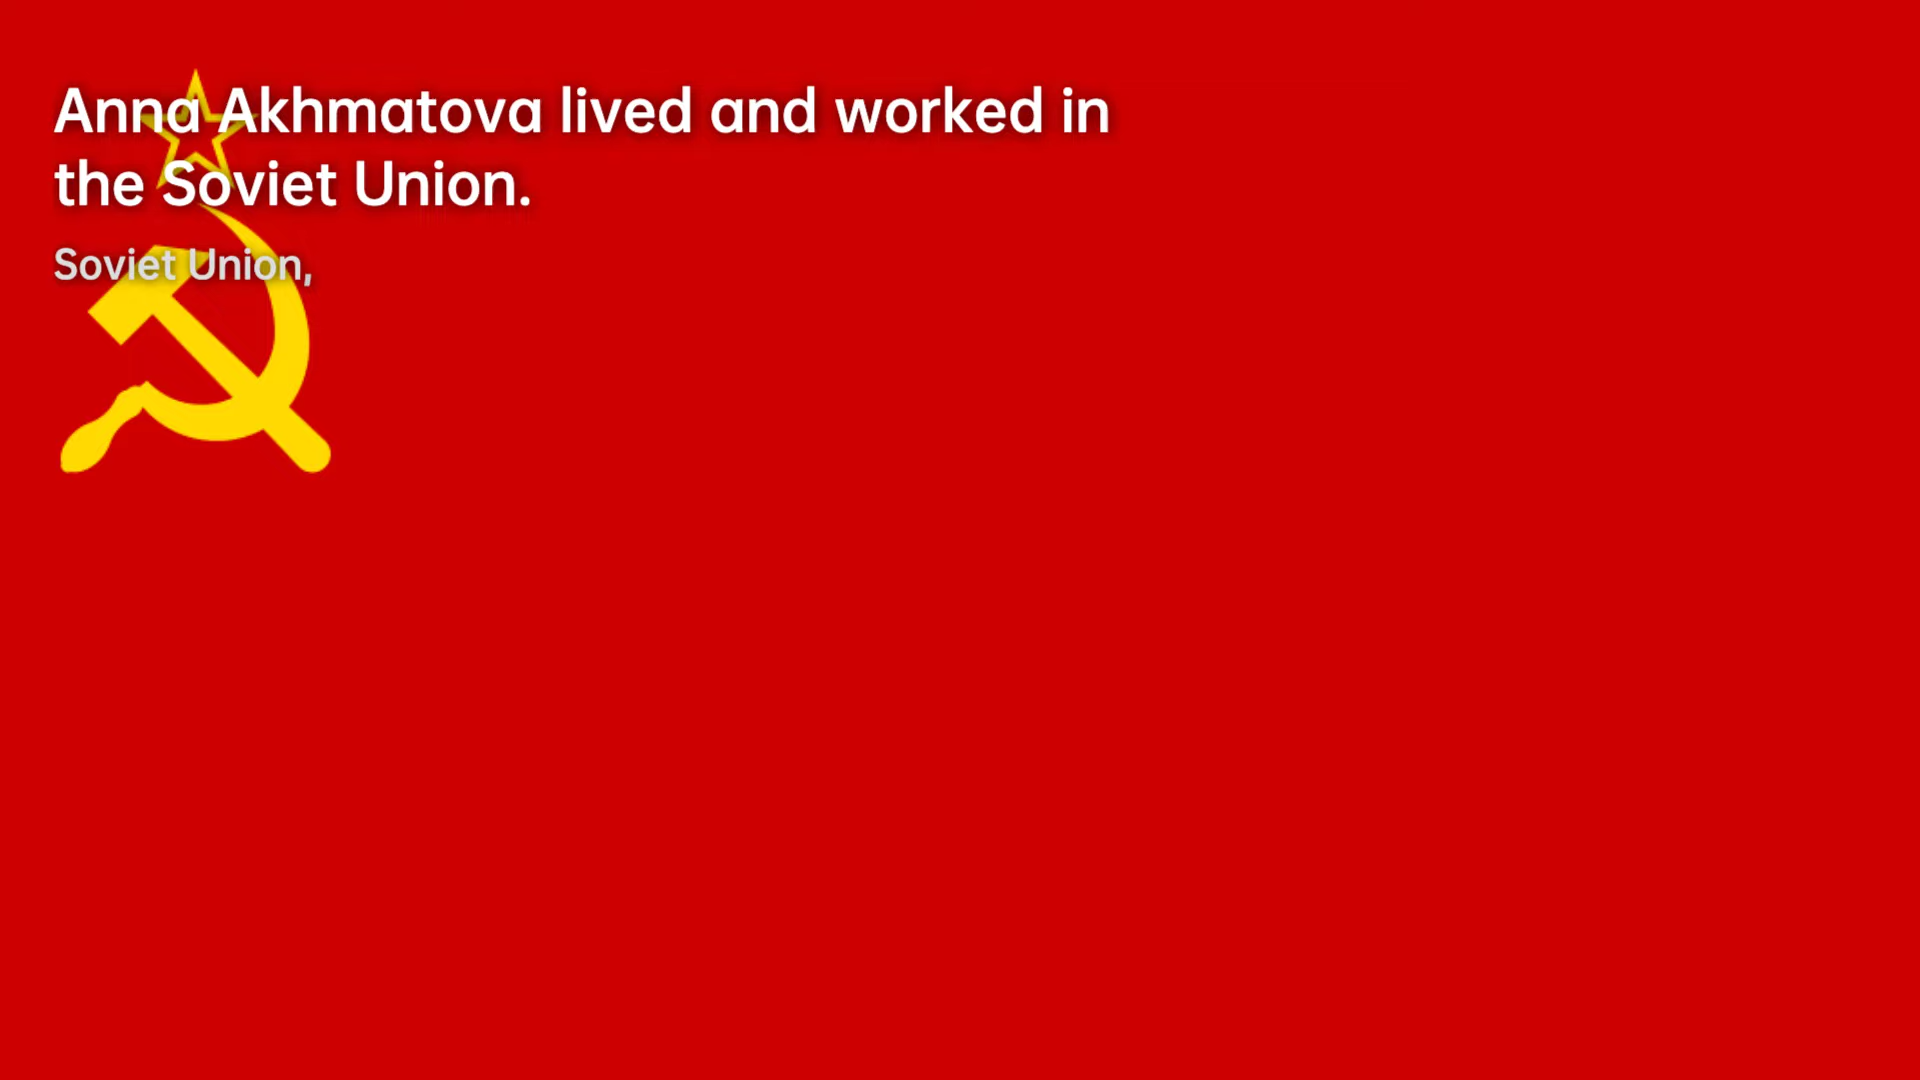 Anna Akhmatova lived and worked in
the Soviet Union.
Soviet Union,